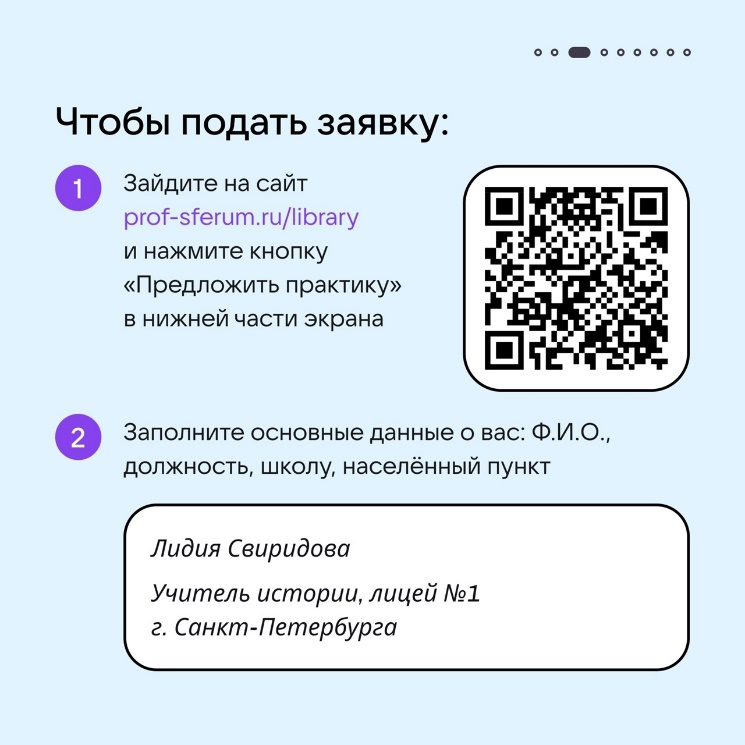 Чтобы подать заявку:
1
Зайдите на сайт
prof-sferum.ru/library
и нажмите кнопку
«Предложить практику»
в нижней части экрана
2
Заполните основные данные о вас: Ф.И.О.,
должность, школу, населённый пункт
Лидия Свиридова
Учитель истории, лицей №1
г. Санкт-Петербурга